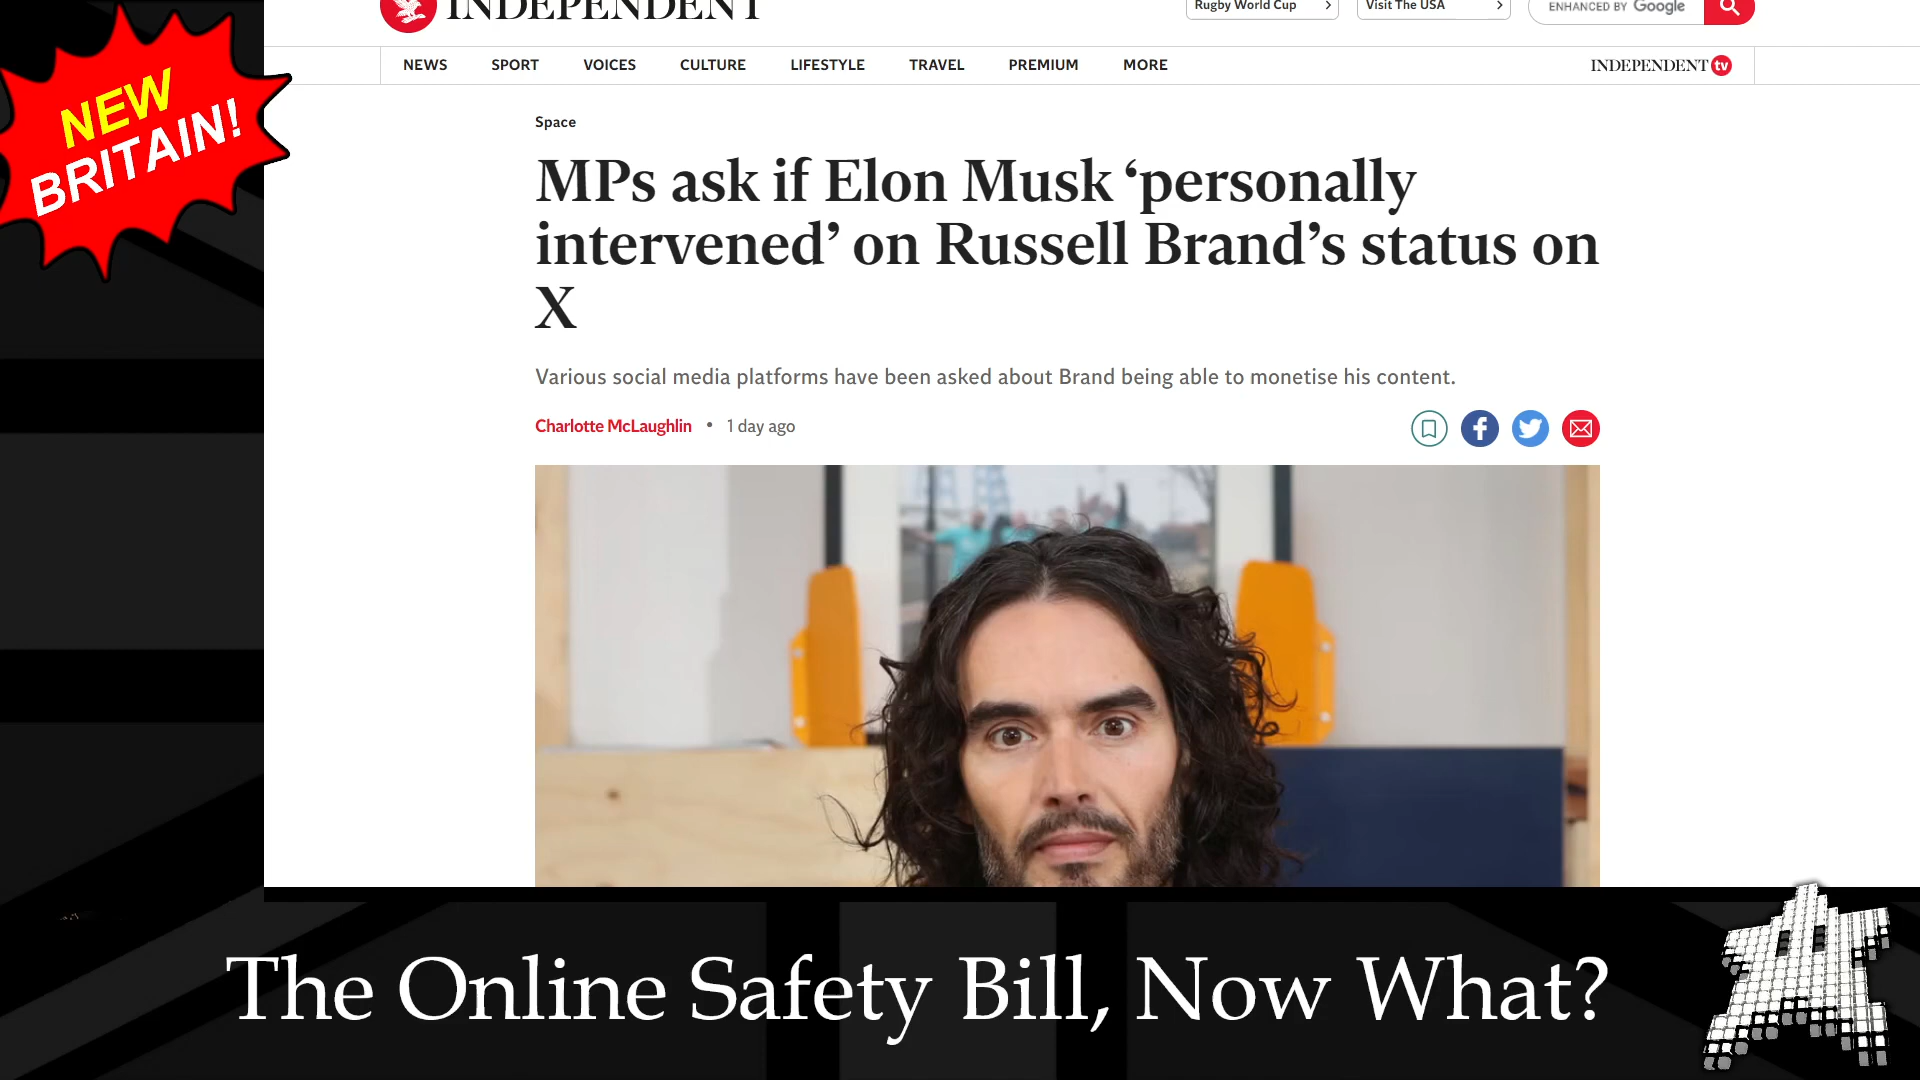 INDEPENDENT
Rugby World Cup
Visit The USA
ENHANCED BY Google
NEW
BRITAIN!
NEWS SPORT VOICES CULTURE LIFESTYLE TRAVEL PREMIUM MORE INDEPENDENT tv
Space
MPs ask if Elon Musk ‘personally
intervened’ on Russell Brand’s status on
X
Various social media platforms have been asked about Brand being able to monetise his content.
Charlotte McLaughlin • 1 day ago
The Online Safety Bill, Now What?